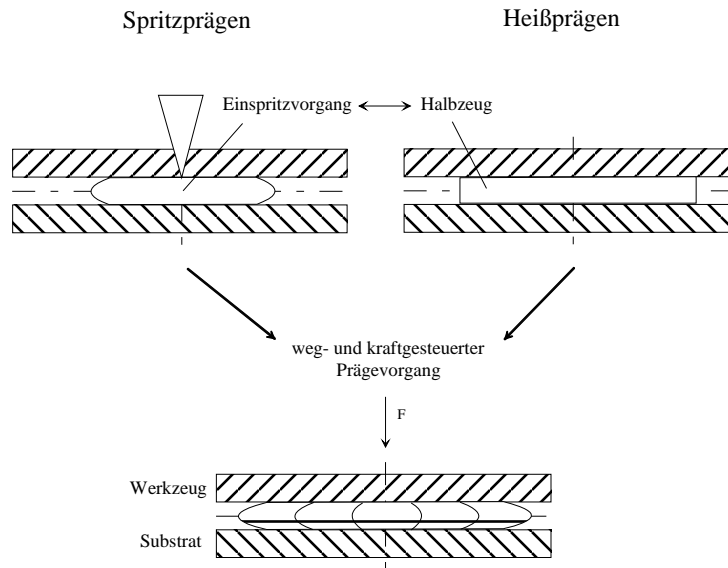 Spritzprägen
Heißprägen
Einspritzvorgang
Halbzeug
weg- und kraftgesteuerter
Prägevorgang
F
Werkzeug
Substrat